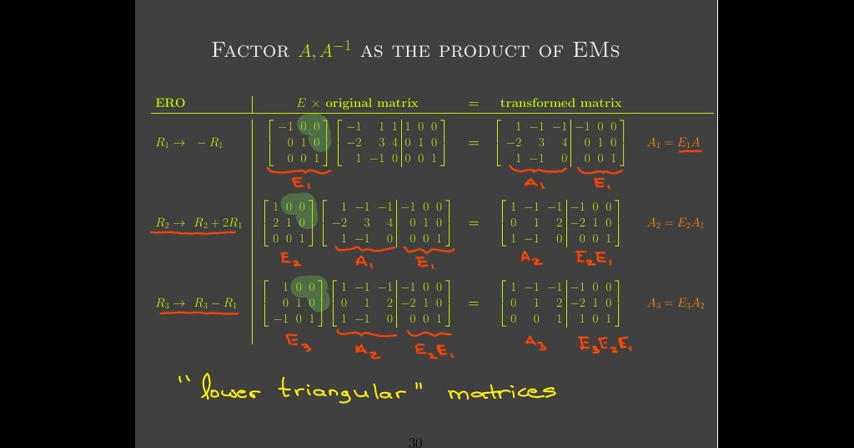 FACTOR A, A⁻¹ AS THE PRODUCT OF EMS
ERO E × original matrix = transformed matrix
R₁ → −R₁ [−1 0 0; 0 1 0; 0 0 1] [−1 1 1 | 1 0 0; −2 3 4 | 0 1 0; 1 −1 0 | 0 0 1] = [1 −1 −1 | −1 0 0; −2 3 4 | 0 1 0; 1 −1 0 | 0 0 1] A₁ = E₁A
E₁ A₁ E₁
R₂ → R₂ + 2R₁ [1 0 0; 2 1 0; 0 0 1] [1 −1 −1 | −1 0 0; −2 3 4 | 0 1 0; 1 −1 0 | 0 0 1] = [1 −1 −1 | −1 0 0; 0 1 2 | −2 1 0; 1 −1 0 | 0 0 1] A₂ = E₂A₁
E₂ A₁ E₁ A₂ E₂E₁
R₃ → R₃ − R₁ [1 0 0; 0 1 0; −1 0 1] [1 −1 −1 | −1 0 0; 0 1 2 | −2 1 0; 1 −1 0 | 0 0 1] = [1 −1 −1 | −1 0 0; 0 1 2 | −2 1 0; 0 0 1 | 1 0 1] A₃ = E₃A₂
E₃ A₂ E₂E₁ A₃ E₃E₂E₁
"lower triangular" matrices
30